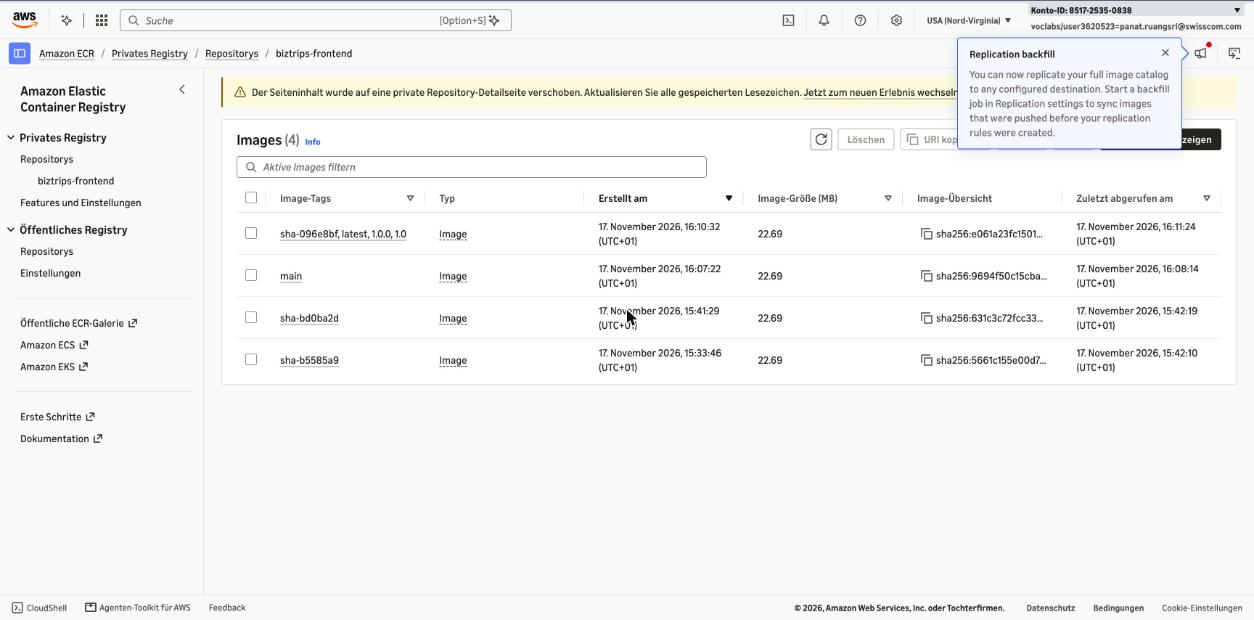 aws
Suche
[Option+S]
USA (Nord-Virginia)
Konto-ID: 8517-2535-0838
voclabs/user3620523=panat.ruangsri@swisscom.com
Amazon ECR / Privates Registry / Repositorys / biztrips-frontend
Replication backfill
You can now replicate your full image catalog
to any configured destination. Start a backfill
job in Replication settings to sync images
that were pushed before your replication
rules were created.
Amazon Elastic
Container Registry
Privates Registry
Repositorys
biztrips-frontend
Features und Einstellungen
Öffentliches Registry
Repositorys
Einstellungen
Öffentliche ECR-Galerie
Amazon ECS
Amazon EKS
Erste Schritte
Dokumentation
Der Seiteninhalt wurde auf eine private Repository-Detailseite verschoben. Aktualisieren Sie alle gespeicherten Lesezeichen. Jetzt zum neuen Erlebnis wechseln
Images (4) Info
Löschen
URI kop
zeigen
Aktive Images filtern
Image-Tags Typ Erstellt am Image-Größe (MB) Image-Übersicht Zuletzt abgerufen am
sha-096e8bf, latest, 1.0.0, 1.0 Image 17. November 2026, 16:10:32 (UTC+01) 22.69 sha256:e061a23fc1501... 17. November 2026, 16:11:24 (UTC+01)
main Image 17. November 2026, 16:07:22 (UTC+01) 22.69 sha256:9694f50c15cba... 17. November 2026, 16:08:14 (UTC+01)
sha-bd0ba2d Image 17. November 2026, 15:41:29 (UTC+01) 22.69 sha256:631c3c72fcc33... 17. November 2026, 15:42:19 (UTC+01)
sha-b5585a9 Image 17. November 2026, 15:33:46 (UTC+01) 22.69 sha256:5661c155e00d7... 17. November 2026, 15:42:10 (UTC+01)
CloudShell
Agenten-Toolkit für AWS
Feedback
© 2026, Amazon Web Services, Inc. oder Tochterfirmen.
Datenschutz
Bedingungen
Cookie-Einstellungen